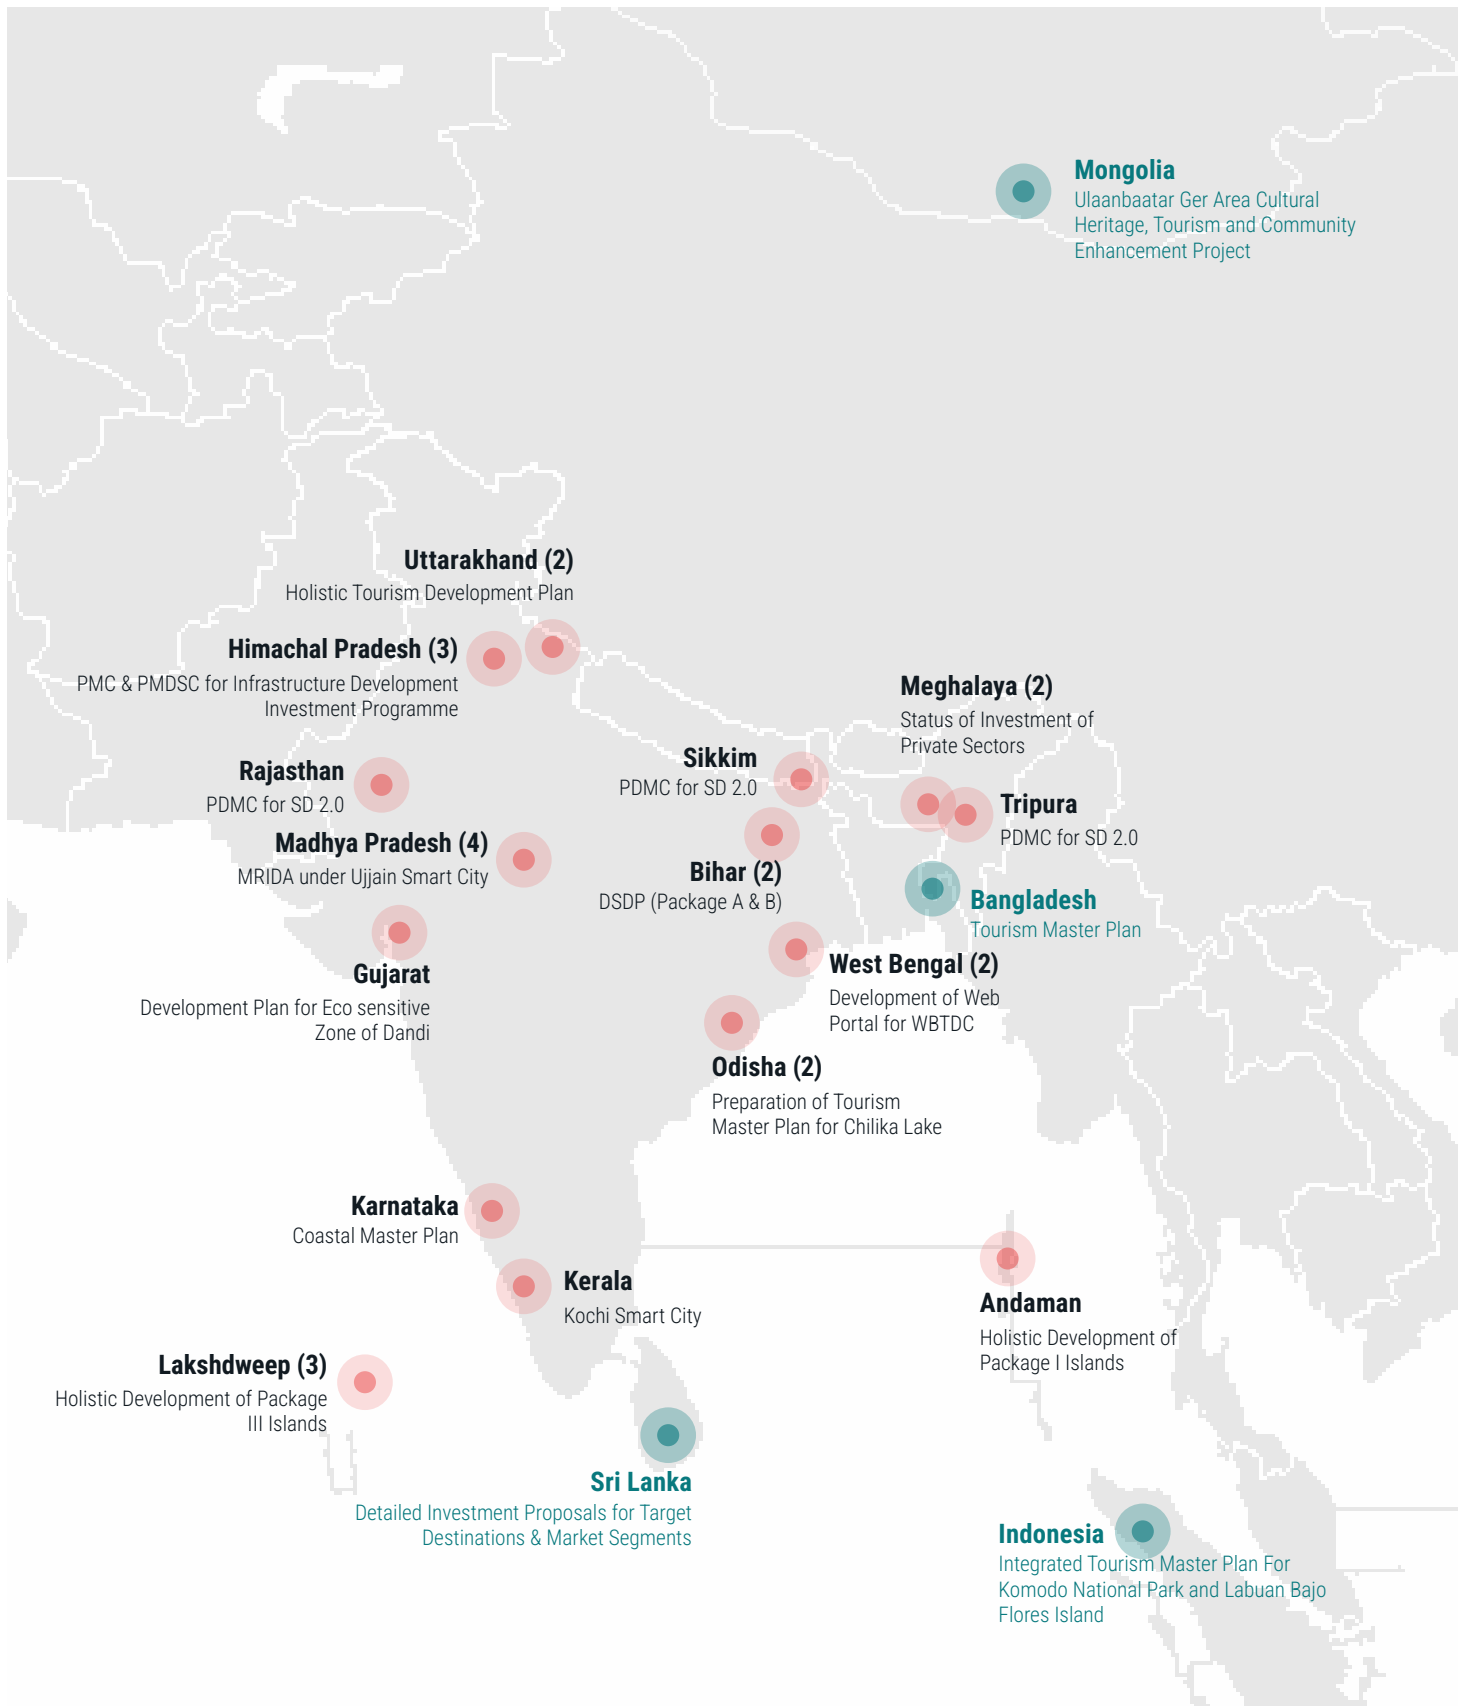 Mongolia
Ulaanbaatar Ger Area Cultural
Heritage, Tourism and Community
Enhancement Project
Uttarakhand (2)
Holistic Tourism Development Plan
Himachal Pradesh (3)
PMC & PMDSC for Infrastructure Development
Investment Programme
Meghalaya (2)
Status of Investment of
Private Sectors
Sikkim
PDMC for SD 2.0
Rajasthan
PDMC for SD 2.0
Tripura
PDMC for SD 2.0
Madhya Pradesh (4)
MRIDA under Ujjain Smart City
Bihar (2)
DSDP (Package A & B)
Bangladesh
Tourism Master Plan
Gujarat
Development Plan for Eco sensitive
Zone of Dandi
West Bengal (2)
Development of Web
Portal for WBTDC
Odisha (2)
Preparation of Tourism
Master Plan for Chilika Lake
Karnataka
Coastal Master Plan
Kerala
Kochi Smart City
Andaman
Holistic Development of
Package I Islands
Lakshdweep (3)
Holistic Development of Package
III Islands
Sri Lanka
Detailed Investment Proposals for Target
Destinations & Market Segments
Indonesia
Integrated Tourism Master Plan For
Komodo National Park and Labuan Bajo
Flores Island